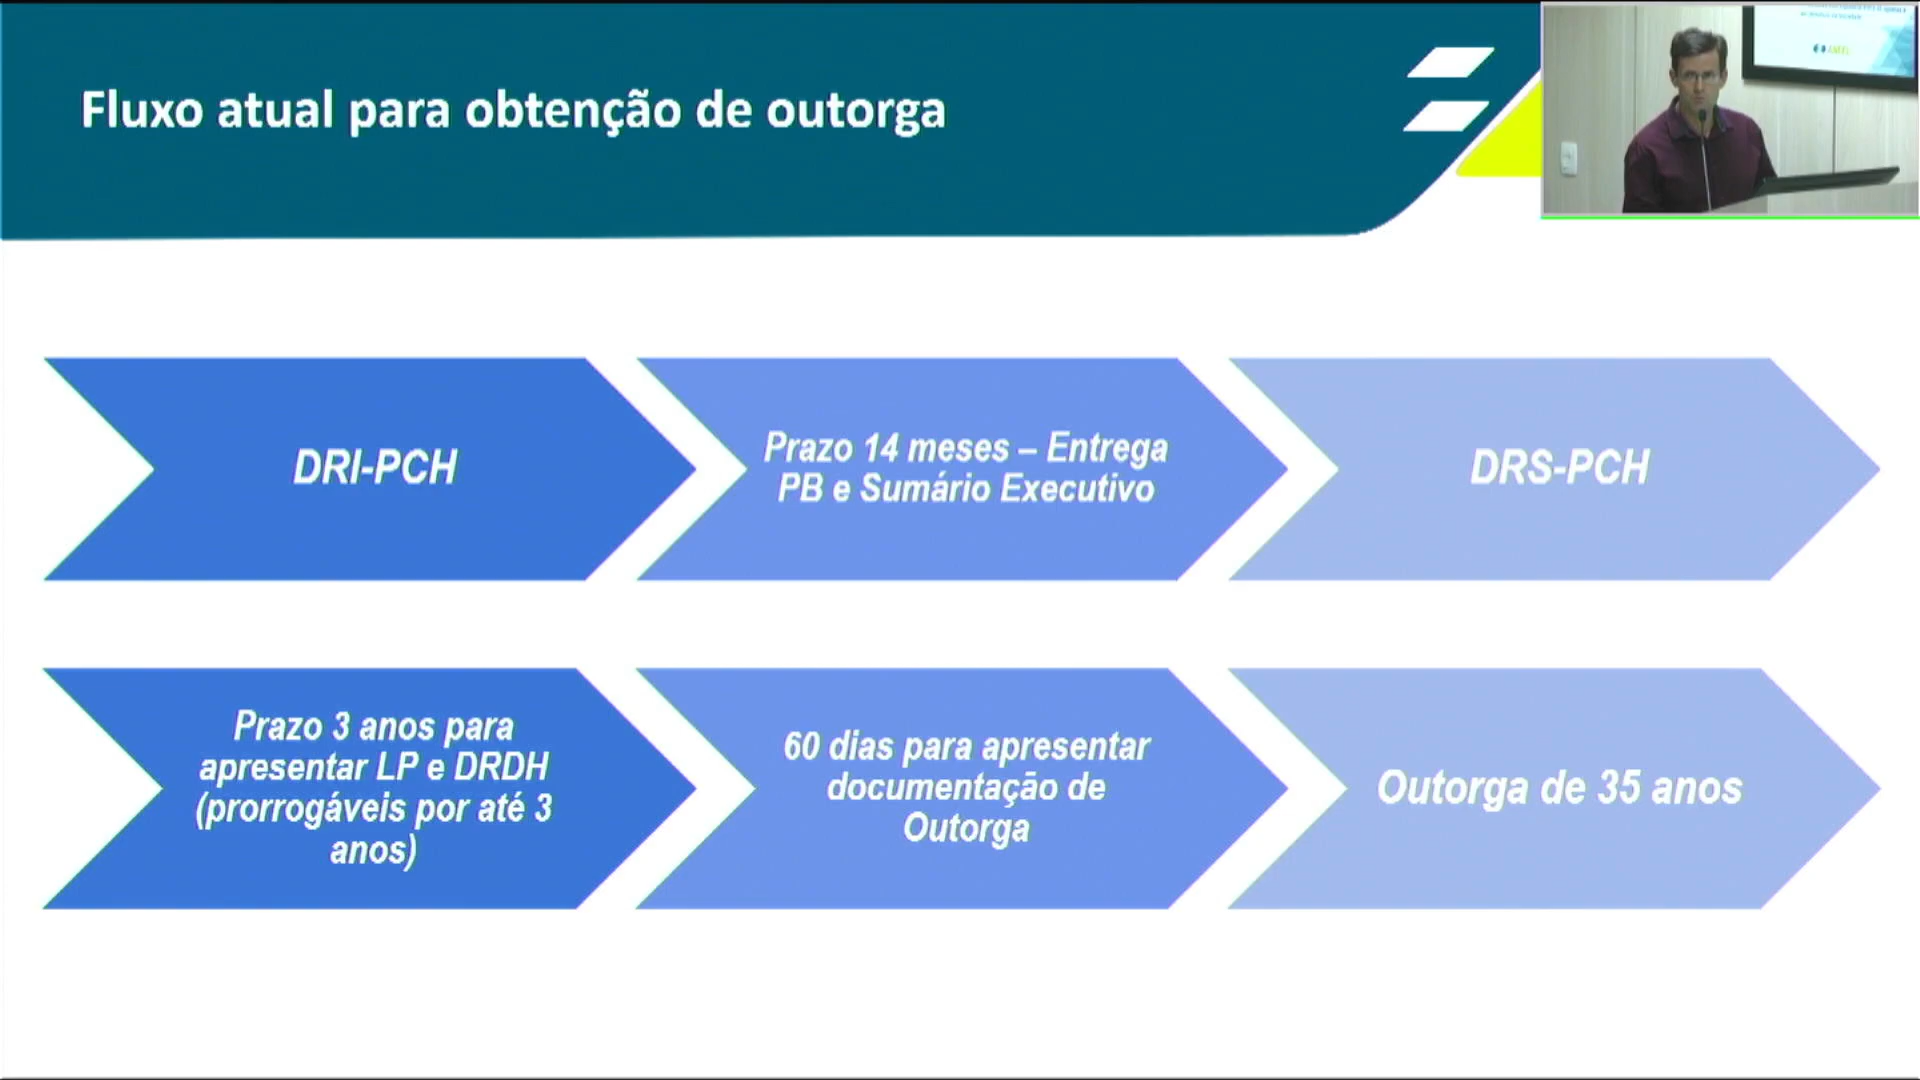 Fluxo atual para obtenção de outorga
DRI-PCH
Prazo 14 meses – Entrega
PB e Sumário Executivo
DRS-PCH
Prazo 3 anos para
apresentar LP e DRDH
(prorrogáveis por até 3
anos)
60 dias para apresentar
documentação de
Outorga
Outorga de 35 anos